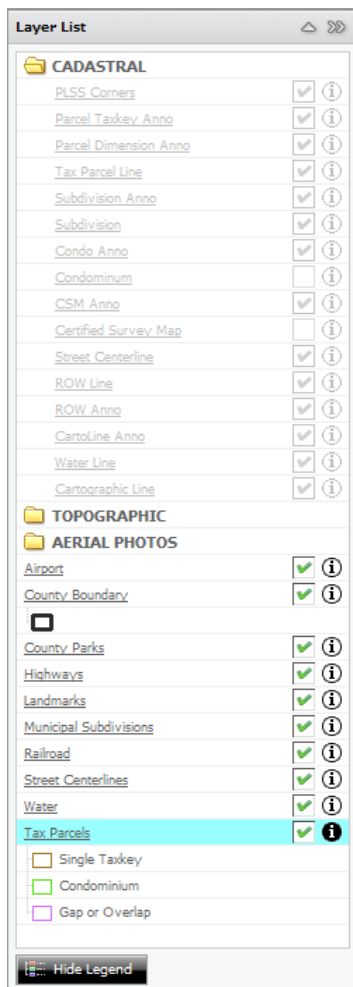 Layer List
CADASTRAL
PLSS Corners
Parcel Taxkey Anno
Parcel Dimension Anno
Tax Parcel Line
Subdivision Anno
Subdivision
Condo Anno
Condominum
CSM Anno
Certified Survey Map
Street Centerline
ROW Line
ROW Anno
CartoLine Anno
Water Line
Cartographic Line
TOPOGRAPHIC
AERIAL PHOTOS
Airport
County Boundary
County Parks
Highways
Landmarks
Municipal Subdivisions
Railroad
Street Centerlines
Water
Tax Parcels
Single Taxkey
Condominium
Gap or Overlap
Hide Legend